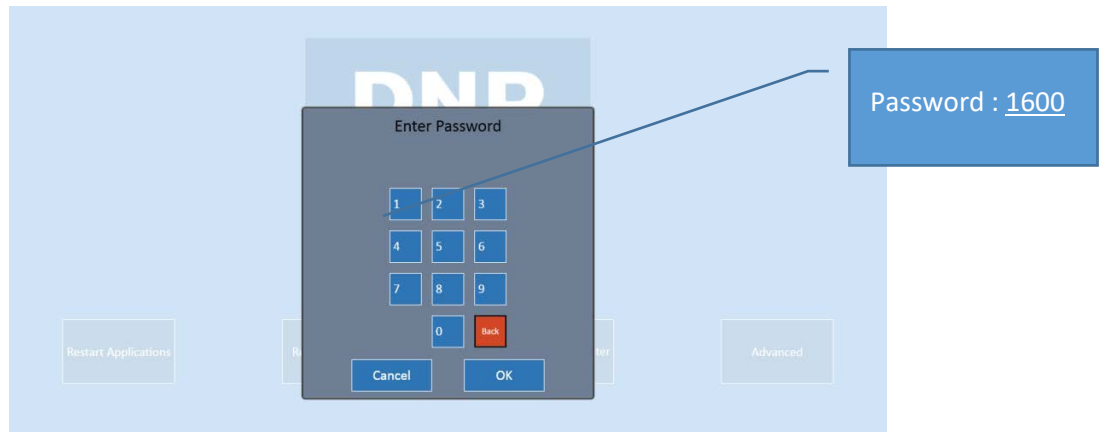 DNP
Password : 1600
Enter Password
1 2 3
4 5 6
7 8 9
0 Back
Restart Applications
Advanced
Cancel OK